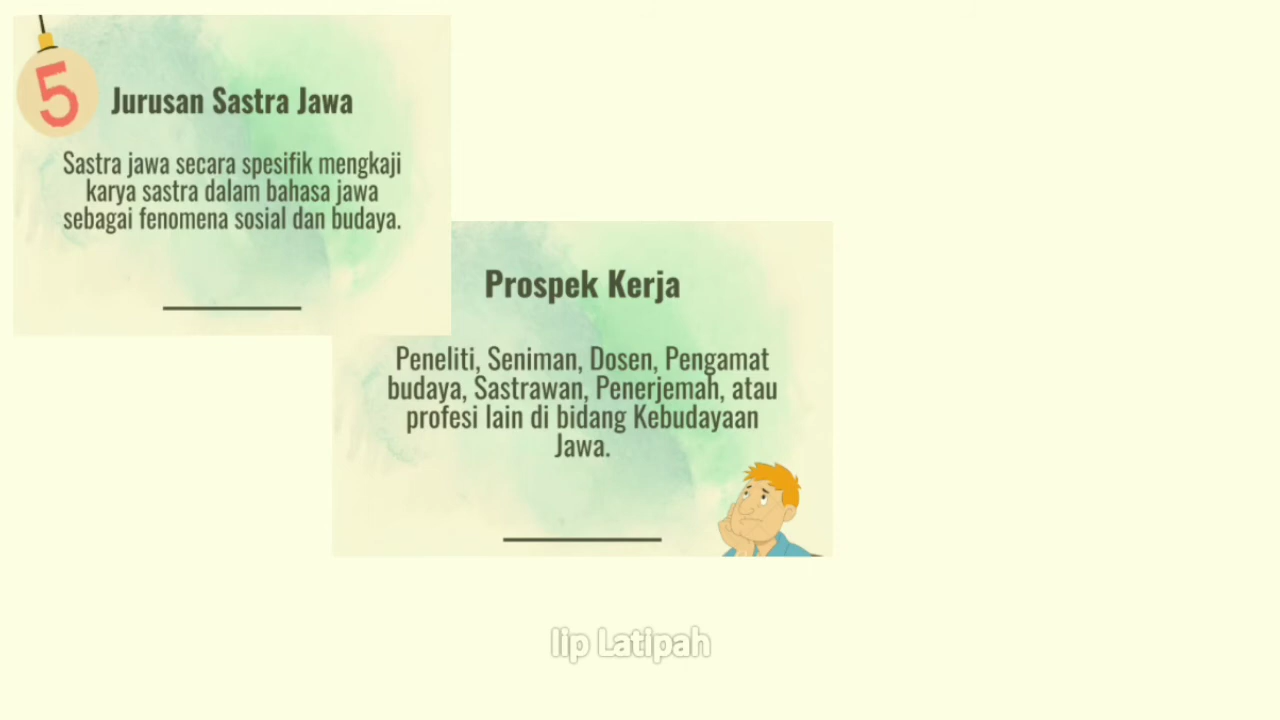 5
Jurusan Sastra Jawa
Sastra jawa secara spesifik mengkaji
karya sastra dalam bahasa jawa
sebagai fenomena sosial dan budaya.
Prospek Kerja
Peneliti, Seniman, Dosen, Pengamat
budaya, Sastrawan, Penerjemah, atau
profesi lain di bidang Kebudayaan
Jawa.
Iip Latipah